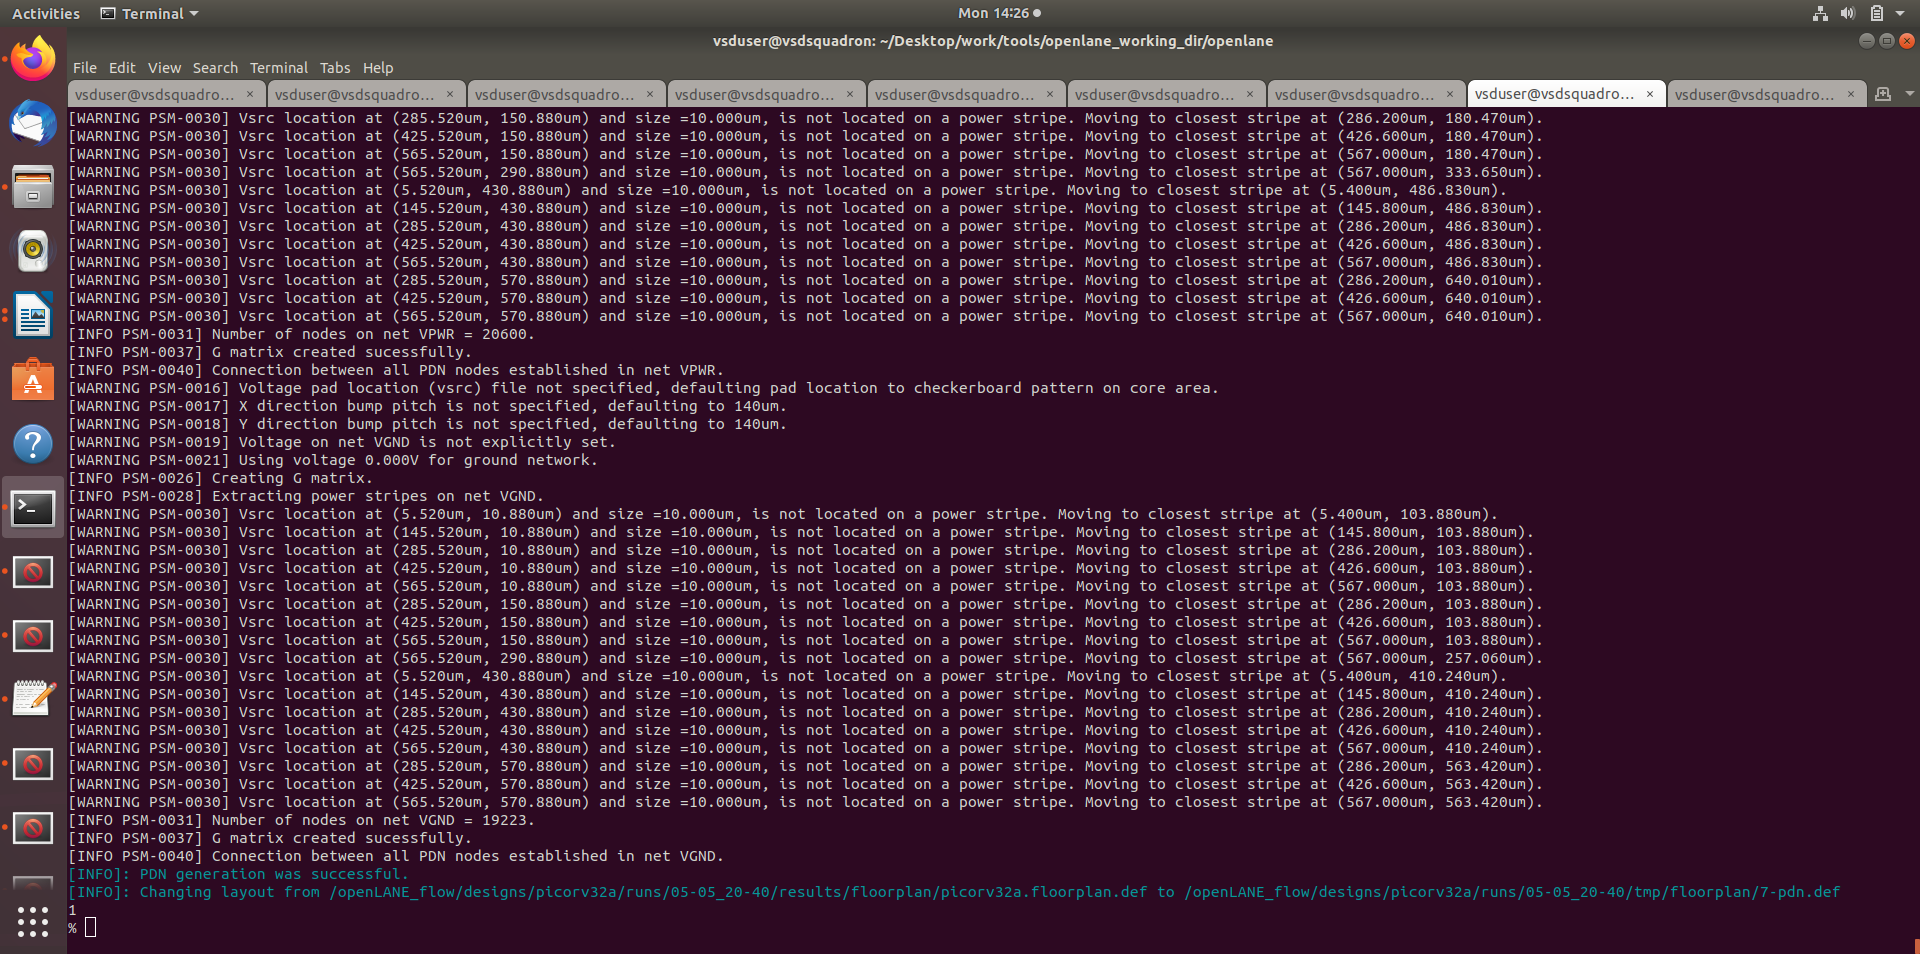 Activities Terminal Mon 14:26
vsduser@vsdsquadron: ~/Desktop/work/tools/openlane_working_dir/openlane
File Edit View Search Terminal Tabs Help
vsduser@vsdsquadro... × vsduser@vsdsquadro... × vsduser@vsdsquadro... × vsduser@vsdsquadro... × vsduser@vsdsquadro... × vsduser@vsdsquadro... × vsduser@vsdsquadro... × vsduser@vsdsquadro... × vsduser@vsdsquadro... ×
[WARNING PSM-0030] Vsrc location at (285.520um, 150.880um) and size =10.000um, is not located on a power stripe. Moving to closest stripe at (286.200um, 180.470um).
[WARNING PSM-0030] Vsrc location at (425.520um, 150.880um) and size =10.000um, is not located on a power stripe. Moving to closest stripe at (426.600um, 180.470um).
[WARNING PSM-0030] Vsrc location at (565.520um, 150.880um) and size =10.000um, is not located on a power stripe. Moving to closest stripe at (567.000um, 180.470um).
[WARNING PSM-0030] Vsrc location at (565.520um, 290.880um) and size =10.000um, is not located on a power stripe. Moving to closest stripe at (567.000um, 333.650um).
[WARNING PSM-0030] Vsrc location at (5.520um, 430.880um) and size =10.000um, is not located on a power stripe. Moving to closest stripe at (5.400um, 486.830um).
[WARNING PSM-0030] Vsrc location at (145.520um, 430.880um) and size =10.000um, is not located on a power stripe. Moving to closest stripe at (145.800um, 486.830um).
[WARNING PSM-0030] Vsrc location at (285.520um, 430.880um) and size =10.000um, is not located on a power stripe. Moving to closest stripe at (286.200um, 486.830um).
[WARNING PSM-0030] Vsrc location at (425.520um, 430.880um) and size =10.000um, is not located on a power stripe. Moving to closest stripe at (426.600um, 486.830um).
[WARNING PSM-0030] Vsrc location at (565.520um, 430.880um) and size =10.000um, is not located on a power stripe. Moving to closest stripe at (567.000um, 486.830um).
[WARNING PSM-0030] Vsrc location at (285.520um, 570.880um) and size =10.000um, is not located on a power stripe. Moving to closest stripe at (286.200um, 640.010um).
[WARNING PSM-0030] Vsrc location at (425.520um, 570.880um) and size =10.000um, is not located on a power stripe. Moving to closest stripe at (426.600um, 640.010um).
[WARNING PSM-0030] Vsrc location at (565.520um, 570.880um) and size =10.000um, is not located on a power stripe. Moving to closest stripe at (567.000um, 640.010um).
[INFO PSM-0031] Number of nodes on net VPWR = 20600.
[INFO PSM-0037] G matrix created sucessfully.
[INFO PSM-0040] Connection between all PDN nodes established in net VPWR.
[WARNING PSM-0016] Voltage pad location (vsrc) file not specified, defaulting pad location to checkerboard pattern on core area.
[WARNING PSM-0017] X direction bump pitch is not specified, defaulting to 140um.
[WARNING PSM-0018] Y direction bump pitch is not specified, defaulting to 140um.
[WARNING PSM-0019] Voltage on net VGND is not explicitly set.
[WARNING PSM-0021] Using voltage 0.000V for ground network.
[INFO PSM-0026] Creating G matrix.
[INFO PSM-0028] Extracting power stripes on net VGND.
[WARNING PSM-0030] Vsrc location at (5.520um, 10.880um) and size =10.000um, is not located on a power stripe. Moving to closest stripe at (5.400um, 103.880um).
[WARNING PSM-0030] Vsrc location at (145.520um, 10.880um) and size =10.000um, is not located on a power stripe. Moving to closest stripe at (145.800um, 103.880um).
[WARNING PSM-0030] Vsrc location at (285.520um, 10.880um) and size =10.000um, is not located on a power stripe. Moving to closest stripe at (286.200um, 103.880um).
[WARNING PSM-0030] Vsrc location at (425.520um, 10.880um) and size =10.000um, is not located on a power stripe. Moving to closest stripe at (426.600um, 103.880um).
[WARNING PSM-0030] Vsrc location at (565.520um, 10.880um) and size =10.000um, is not located on a power stripe. Moving to closest stripe at (567.000um, 103.880um).
[WARNING PSM-0030] Vsrc location at (285.520um, 150.880um) and size =10.000um, is not located on a power stripe. Moving to closest stripe at (286.200um, 103.880um).
[WARNING PSM-0030] Vsrc location at (425.520um, 150.880um) and size =10.000um, is not located on a power stripe. Moving to closest stripe at (426.600um, 103.880um).
[WARNING PSM-0030] Vsrc location at (565.520um, 150.880um) and size =10.000um, is not located on a power stripe. Moving to closest stripe at (567.000um, 103.880um).
[WARNING PSM-0030] Vsrc location at (565.520um, 290.880um) and size =10.000um, is not located on a power stripe. Moving to closest stripe at (567.000um, 257.060um).
[WARNING PSM-0030] Vsrc location at (5.520um, 430.880um) and size =10.000um, is not located on a power stripe. Moving to closest stripe at (5.400um, 410.240um).
[WARNING PSM-0030] Vsrc location at (145.520um, 430.880um) and size =10.000um, is not located on a power stripe. Moving to closest stripe at (145.800um, 410.240um).
[WARNING PSM-0030] Vsrc location at (285.520um, 430.880um) and size =10.000um, is not located on a power stripe. Moving to closest stripe at (286.200um, 410.240um).
[WARNING PSM-0030] Vsrc location at (425.520um, 430.880um) and size =10.000um, is not located on a power stripe. Moving to closest stripe at (426.600um, 410.240um).
[WARNING PSM-0030] Vsrc location at (565.520um, 430.880um) and size =10.000um, is not located on a power stripe. Moving to closest stripe at (567.000um, 410.240um).
[WARNING PSM-0030] Vsrc location at (285.520um, 570.880um) and size =10.000um, is not located on a power stripe. Moving to closest stripe at (286.200um, 563.420um).
[WARNING PSM-0030] Vsrc location at (425.520um, 570.880um) and size =10.000um, is not located on a power stripe. Moving to closest stripe at (426.600um, 563.420um).
[WARNING PSM-0030] Vsrc location at (565.520um, 570.880um) and size =10.000um, is not located on a power stripe. Moving to closest stripe at (567.000um, 563.420um).
[INFO PSM-0031] Number of nodes on net VGND = 19223.
[INFO PSM-0037] G matrix created sucessfully.
[INFO PSM-0040] Connection between all PDN nodes established in net VGND.
[INFO]: PDN generation was successful.
[INFO]: Changing layout from /openLANE_flow/designs/picorv32a/runs/05-05_20-40/results/floorplan/picorv32a.floorplan.def to /openLANE_flow/designs/picorv32a/runs/05-05_20-40/tmp/floorplan/7-pdn.def
1
%